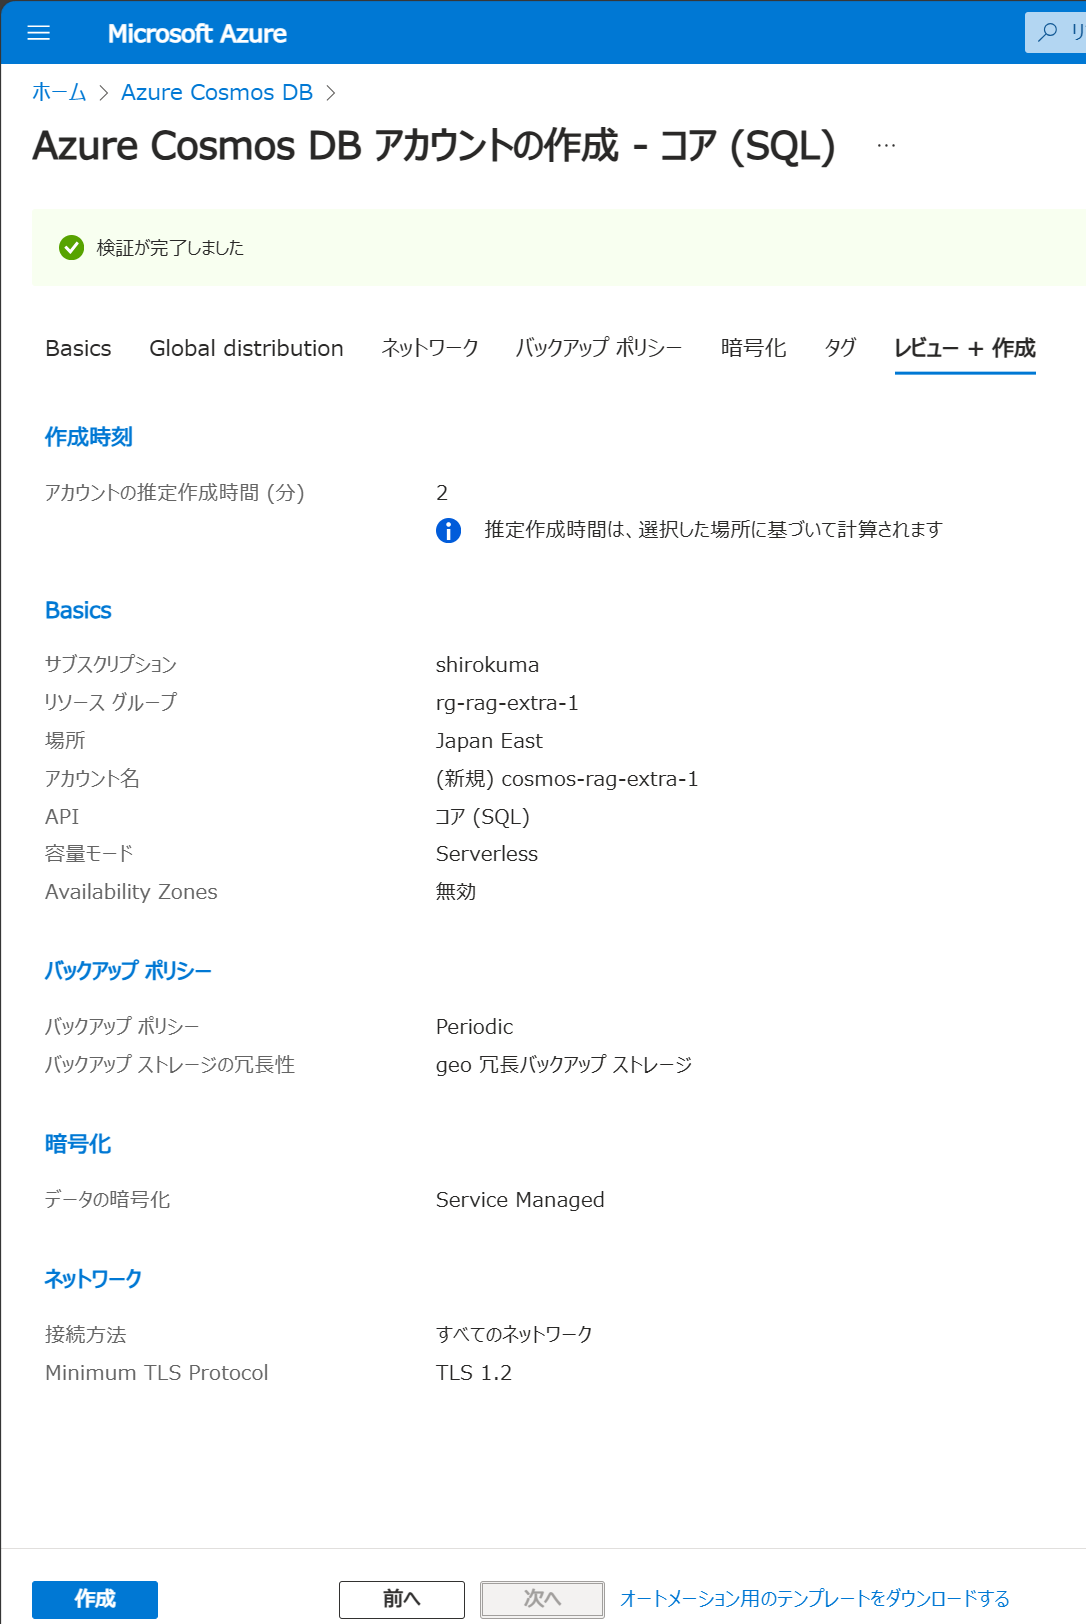 Microsoft Azure
リ
ホーム > Azure Cosmos DB >
Azure Cosmos DB アカウントの作成 - コア (SQL) ...
検証が完了しました
Basics Global distribution ネットワーク バックアップ ポリシー 暗号化 タグ レビュー + 作成
作成時刻
アカウントの推定作成時間 (分) 2
推定作成時間は、選択した場所に基づいて計算されます
Basics
サブスクリプション shirokuma
リソース グループ rg-rag-extra-1
場所 Japan East
アカウント名 (新規) cosmos-rag-extra-1
API コア (SQL)
容量モード Serverless
Availability Zones 無効
バックアップ ポリシー
バックアップ ポリシー Periodic
バックアップ ストレージの冗長性 geo 冗長バックアップ ストレージ
暗号化
データの暗号化 Service Managed
ネットワーク
接続方法 すべてのネットワーク
Minimum TLS Protocol TLS 1.2
作成 前へ 次へ オートメーション用のテンプレートをダウンロードする